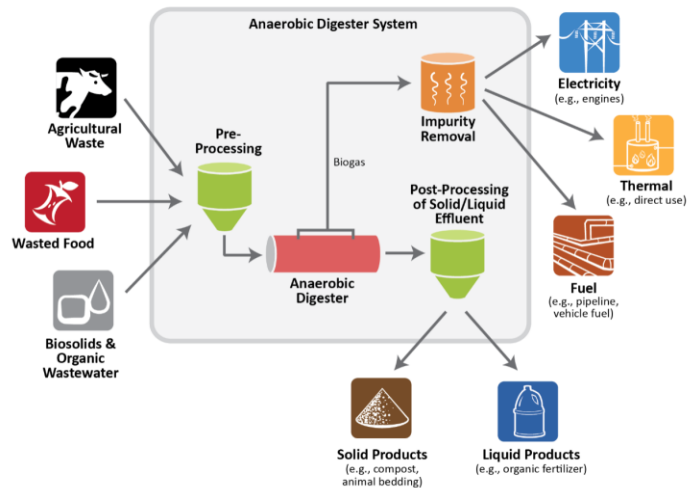 Anaerobic Digester System
Agricultural
Waste
Wasted Food
Biosolids &
Organic
Wastewater
Pre-
Processing
Biogas
Anaerobic
Digester
Impurity
Removal
Post-Processing
of Solid/Liquid
Effluent
Electricity
(e.g., engines)
Thermal
(e.g., direct use)
Fuel
(e.g., pipeline,
vehicle fuel)
Solid Products
(e.g., compost,
animal bedding)
Liquid Products
(e.g., organic fertilizer)